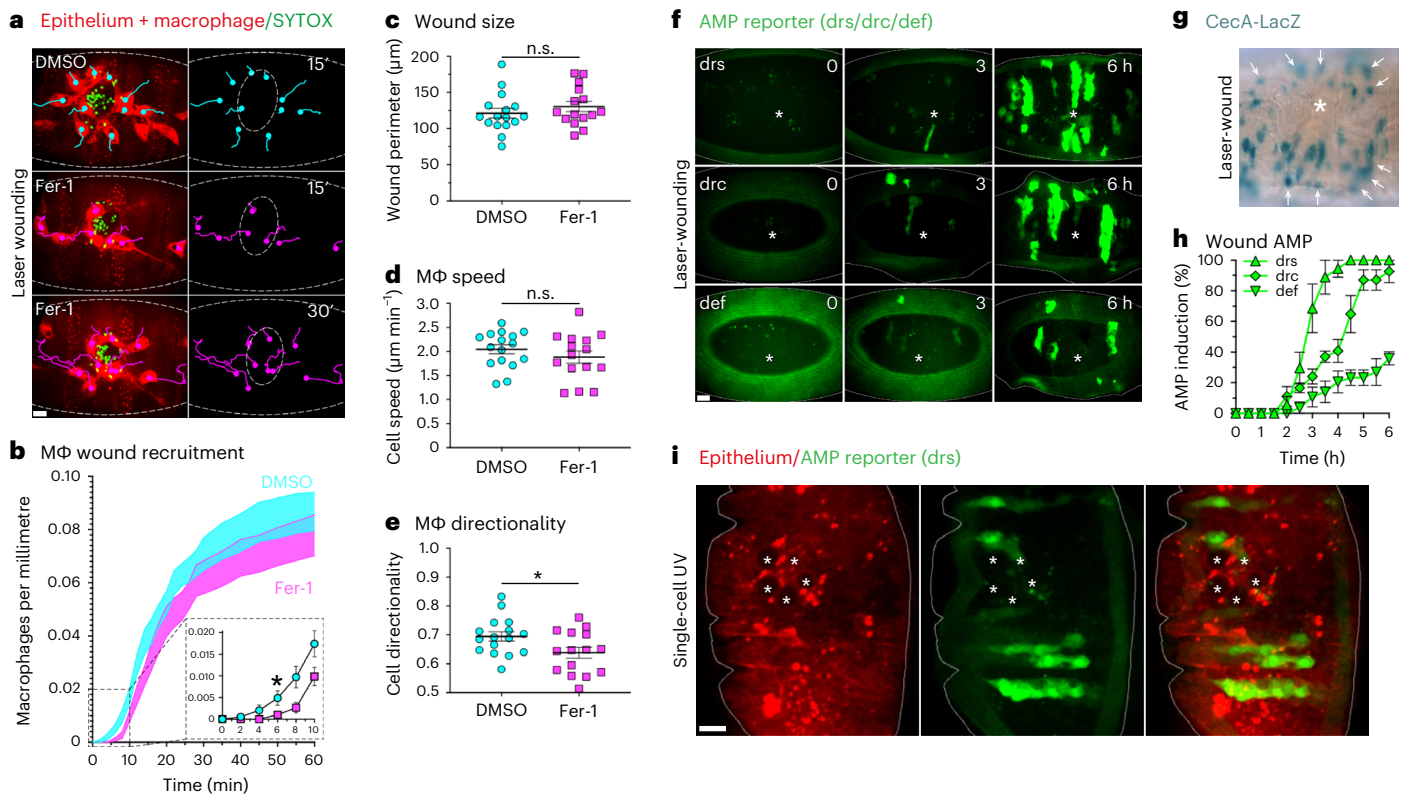 a Epithelium + macrophage/SYTOX
Laser wounding
DMSO
15′
Fer-1
15′
Fer-1
30′
b MΦ wound recruitment
Macrophages per millimetre
0.10
0.08
0.06
0.04
0.02
0
DMSO
Fer-1
0.020
0.015
0.010
0.005
0
*
0 2 4 6 8 10
0 10 20 30 40 50 60
Time (min)
c Wound size
Wound perimeter (µm)
200
150
100
50
0
n.s.
DMSO Fer-1
d MΦ speed
Cell speed (µm min⁻¹)
3.0
2.5
2.0
1.5
1.0
0.5
0
n.s.
DMSO Fer-1
e MΦ directionality
Cell directionality
1.0
0.9
0.8
0.7
0.6
0.5
*
DMSO Fer-1
f AMP reporter (drs/drc/def)
Laser-wounding
drs 0 3 6 h
* * *
drc 0 3 6 h
* * *
def 0 3 6 h
* * *
g CecA-LacZ
Laser-wound
*
h Wound AMP
AMP induction (%)
100
80
60
40
20
0
drs
drc
def
0 1 2 3 4 5 6
Time (h)
i Epithelium/AMP reporter (drs)
Single-cell UV
* * * * *
* * * * *
* * * * *